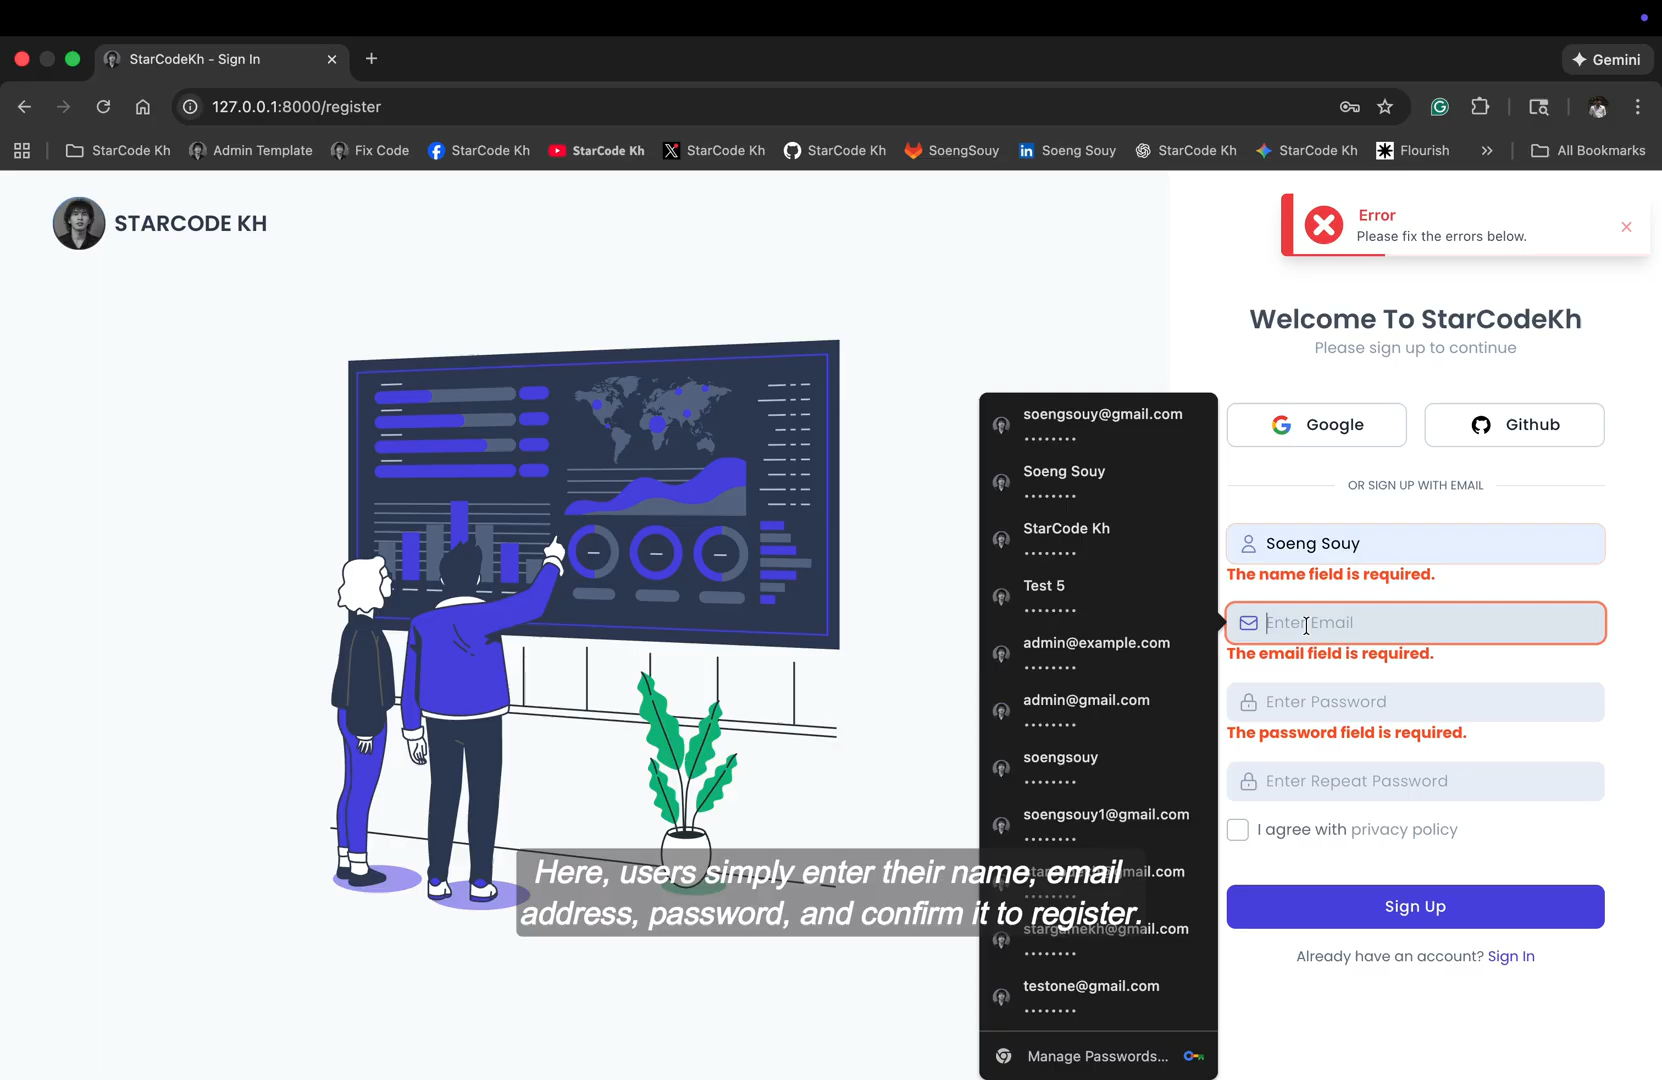 StarCodeKh - Sign In
Gemini
127.0.0.1:8000/register
StarCode Kh
Admin Template
Fix Code
StarCode Kh
StarCode Kh
StarCode Kh
StarCode Kh
SoengSouy
Soeng Souy
StarCode Kh
StarCode Kh
Flourish
All Bookmarks
STARCODE KH
Error
Please fix the errors below.
Welcome To StarCodeKh
Please sign up to continue
Google
Github
OR SIGN UP WITH EMAIL
Soeng Souy
The name field is required.
Enter Email
The email field is required.
Enter Password
The password field is required.
Enter Repeat Password
I agree with privacy policy
Sign Up
Already have an account? Sign In
soengsouy@gmail.com
Soeng Souy
StarCode Kh
Test 5
admin@example.com
admin@gmail.com
soengsouy
soengsouy1@gmail.com
stargamekh@gmail.com
testone@gmail.com
Manage Passwords...
Here, users simply enter their name, email
address, password, and confirm it to register.